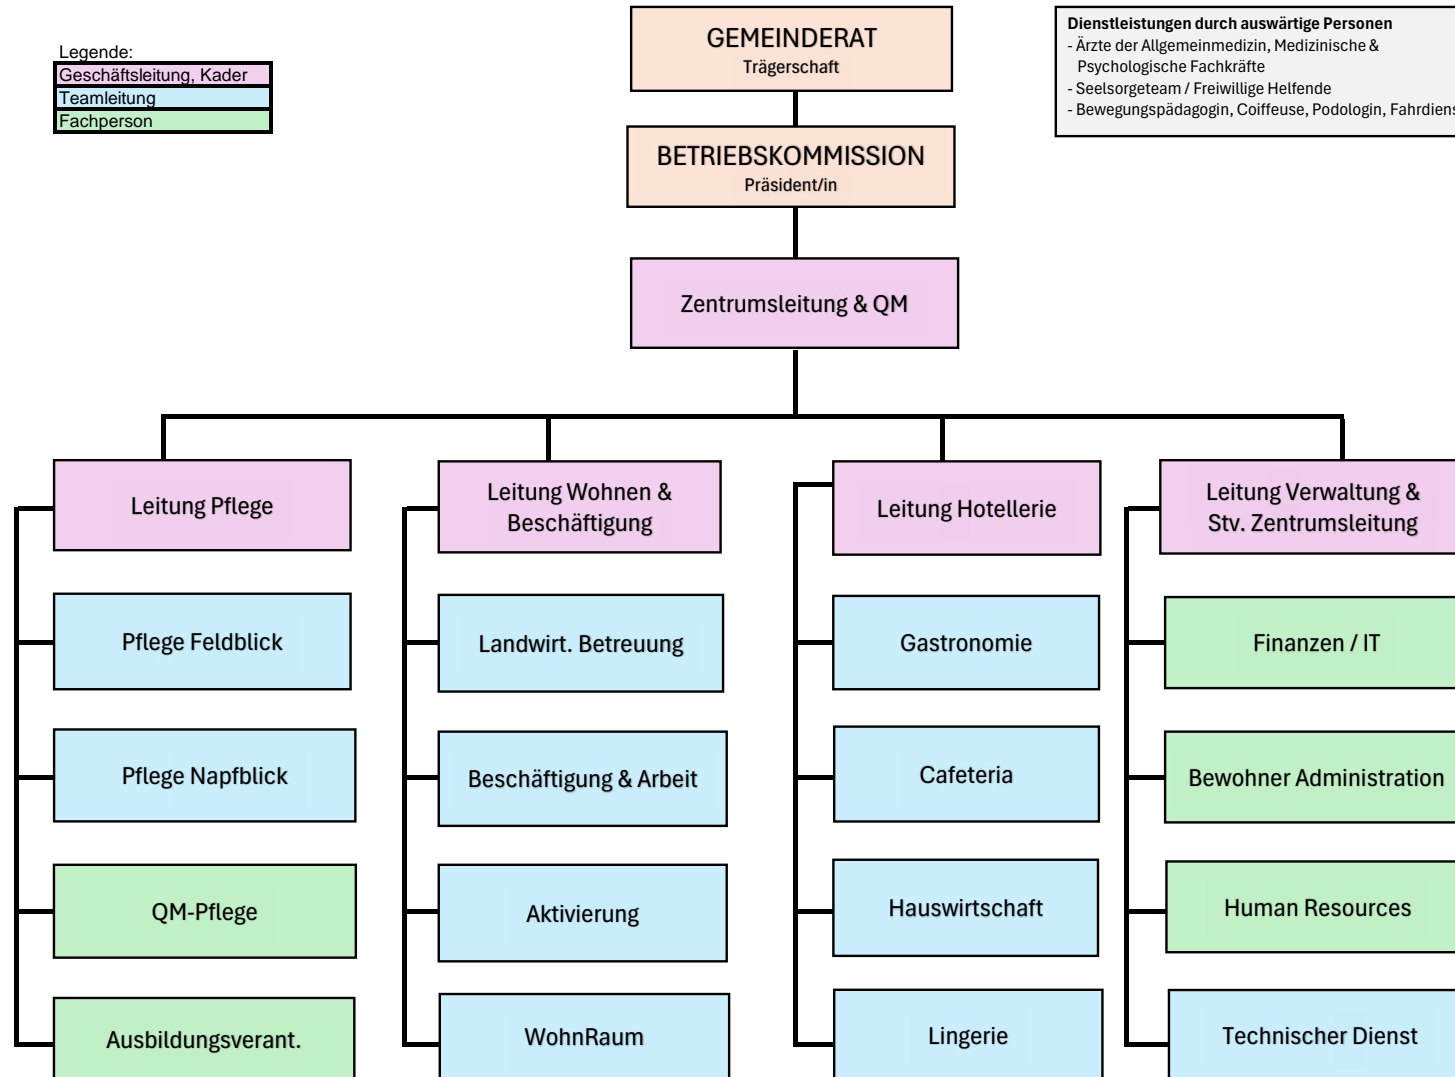 Legende:
Geschäftsleitung, Kader
Teamleitung
Fachperson
GEMEINDERAT
Trägerschaft
Dienstleistungen durch auswärtige Personen
- Ärzte der Allgemeinmedizin, Medizinische &
Psychologische Fachkräfte
- Seelsorgeteam / Freiwillige Helfende
- Bewegungspädagogin, Coiffeuse, Podologin, Fahrdiens
BETRIEBSKOMMISSION
Präsident/in
Zentrumsleitung & QM
Leitung Pflege
Pflege Feldblick
Pflege Napfblick
QM-Pflege
Ausbildungsverant.
Leitung Wohnen &
Beschäftigung
Landwirt. Betreuung
Beschäftigung & Arbeit
Aktivierung
WohnRaum
Leitung Hotellerie
Gastronomie
Cafeteria
Hauswirtschaft
Lingerie
Leitung Verwaltung &
Stv. Zentrumsleitung
Finanzen / IT
Bewohner Administration
Human Resources
Technischer Dienst